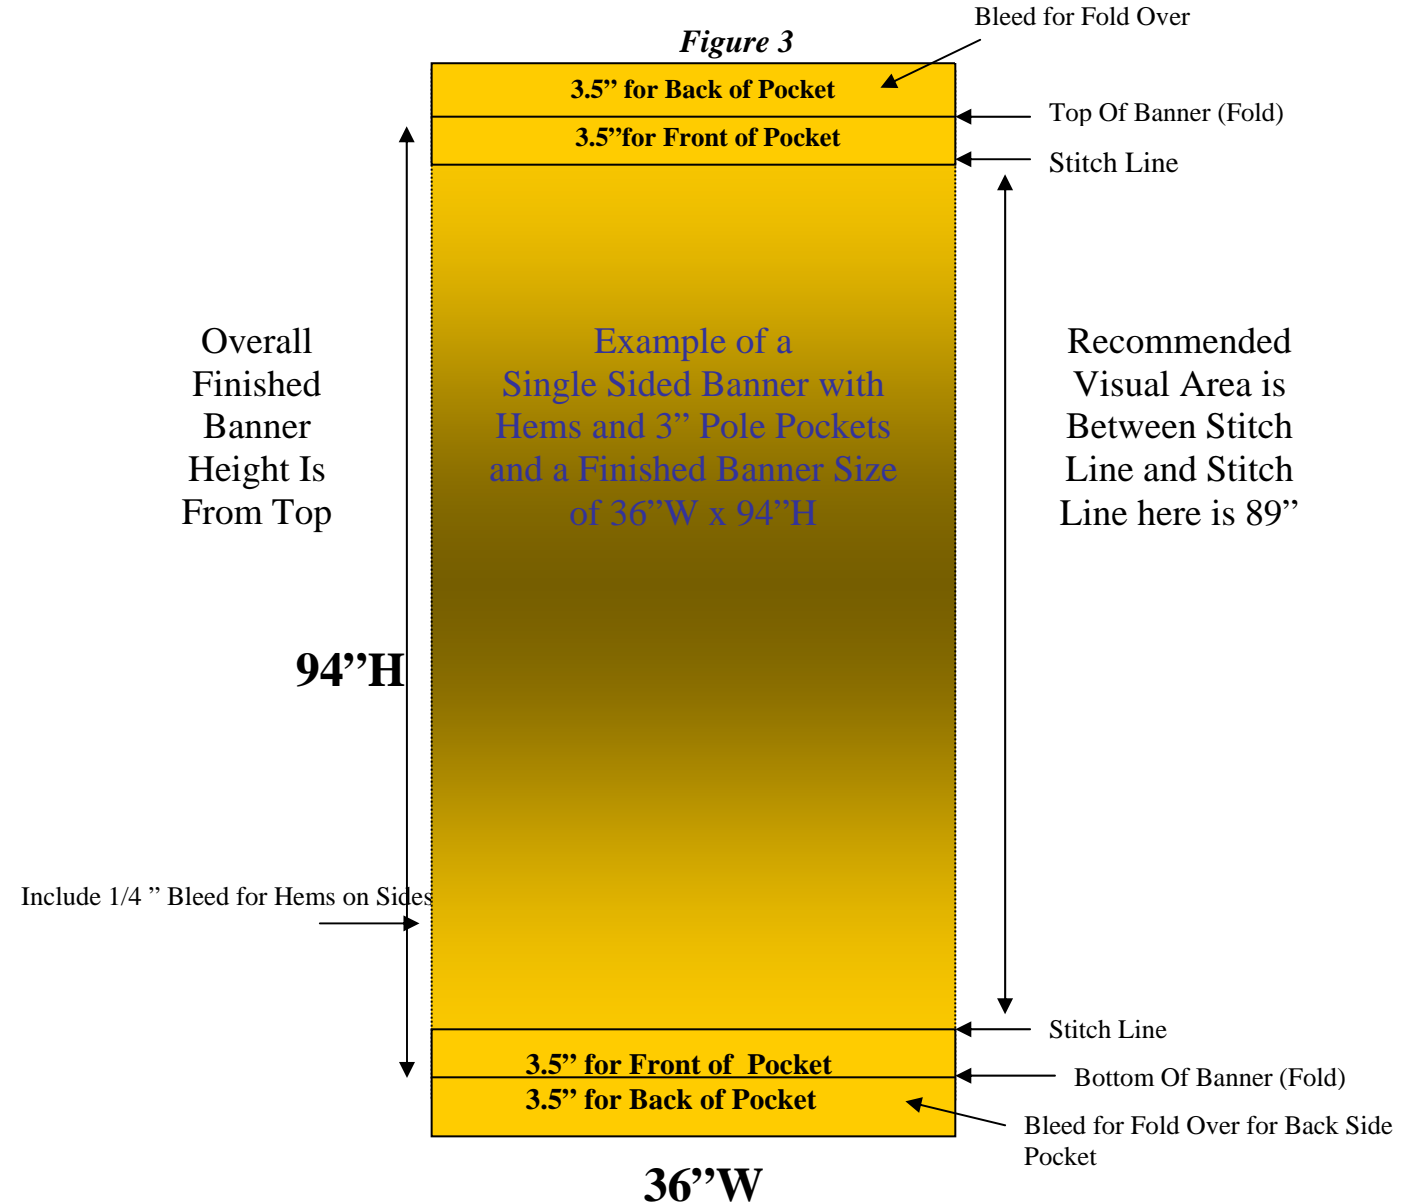 Bleed for Fold Over
Figure 3
3.5” for Back of Pocket
Top Of Banner (Fold)
3.5”for Front of Pocket
Stitch Line
Overall
Finished
Banner
Height Is
From Top
Example of a
Single Sided Banner with
Hems and 3” Pole Pockets
and a Finished Banner Size
of 36”W x 94”H
Recommended
Visual Area is
Between Stitch
Line and Stitch
Line here is 89”
94”H
Include 1/4 ” Bleed for Hems on Sides
Stitch Line
3.5” for Front of  Pocket
Bottom Of Banner (Fold)
3.5” for Back of Pocket
Bleed for Fold Over for Back Side
Pocket
36”W